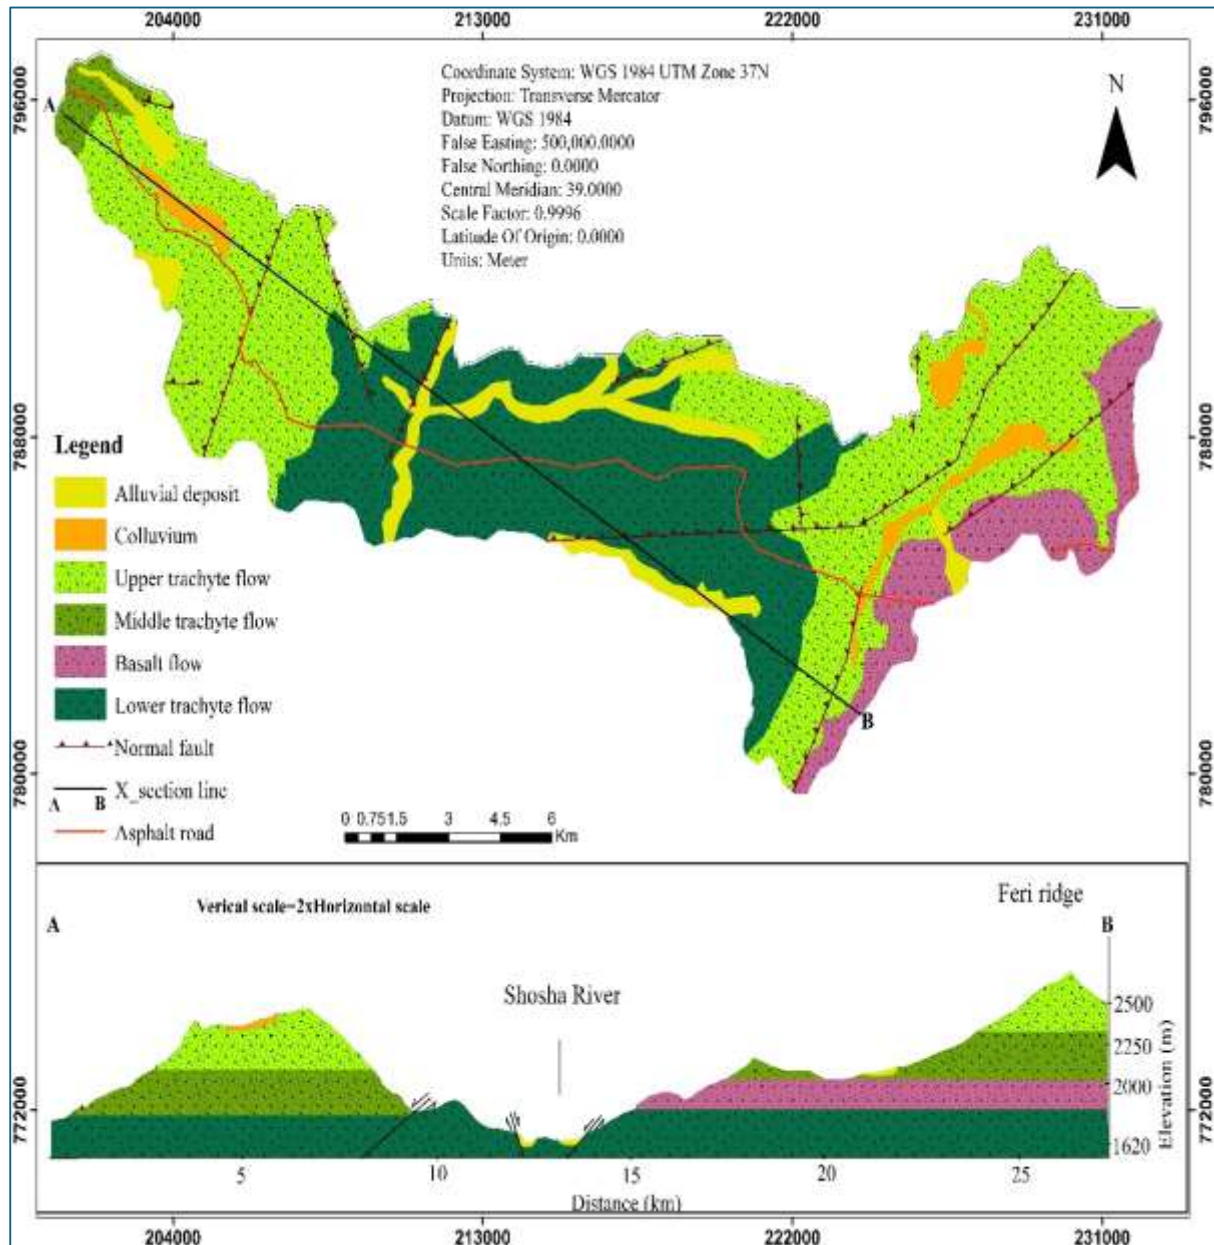 204000 213000 222000 231000
796000
788000
780000
772000
796000
788000
780000
772000
Coordinate System: WGS 1984 UTM Zone 37N
Projection: Transverse Mercator
Datum: WGS 1984
False Easting: 500,000.0000
False Northing: 0.0000
Central Meridian: 39.0000
Scale Factor: 0.9996
Latitude Of Origin: 0.0000
Units: Meter
N
A
B
Legend
Alluvial deposit
Colluvium
Upper trachyte flow
Middle trachyte flow
Basalt flow
Lower trachyte flow
Normal fault
A B X_section line
Asphalt road
0 0.75 1.5 3 4.5 6
Km
Verical scale=2xHorizontal scale
Feri ridge
A
B
Shosha River
2500
2250
2000
1620
Elevation (m)
5 10 15 20 25
Distance (km)
204000 213000 222000 231000